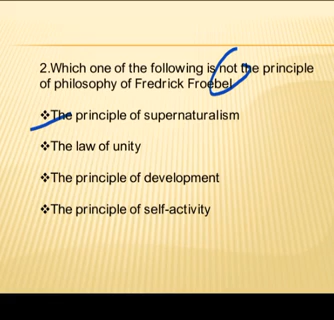 2.Which one of the following is not the principle
of philosophy of Fredrick Froebel
❖The principle of supernaturalism
❖The law of unity
❖The principle of development
❖The principle of self-activity